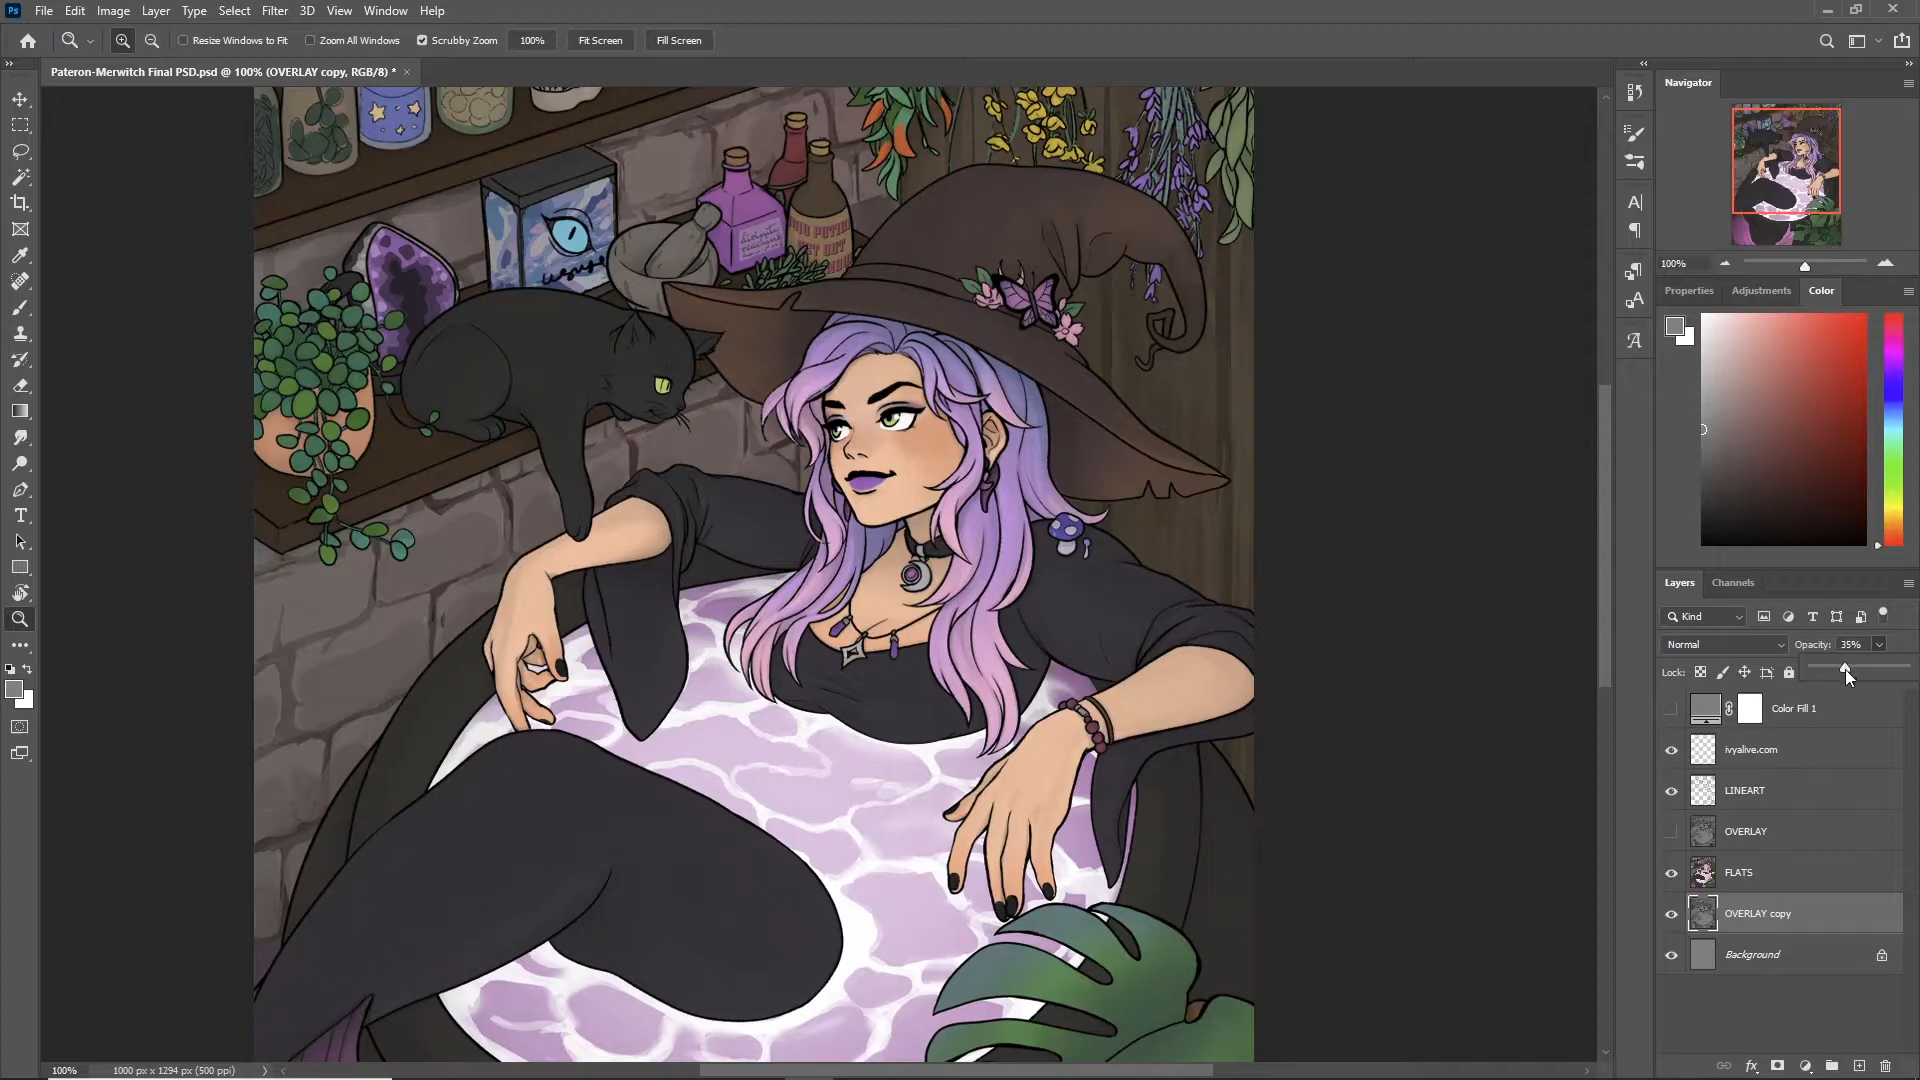 Ps File Edit Image Layer Type Select Filter 3D View Window Help
Resize Windows to Fit Zoom All Windows Scrubby Zoom 100% Fit Screen Fill Screen
Pateron-Merwitch Final PSD.psd @ 100% (OVERLAY copy, RGB/8) * ×
Navigator
100%
Properties Adjustments Color
Layers Channels
Kind
Normal Opacity: 35%
Lock:
Color Fill 1
ivyalive.com
LINEART
OVERLAY
FLATS
OVERLAY copy
Background
100% 1000 px x 1294 px (500 ppi)